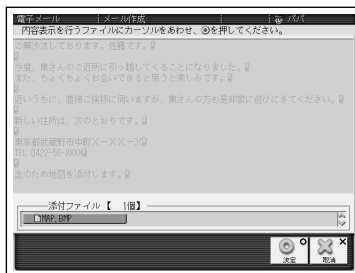 電子メール メール作成 パパ
内容表示を行うファイルにカーソルをあわせ、◎を押してください。
ご無沙汰しております。佐藤です。
今度、東さんのご近所に引っ越してくることになりました。
また、ちょくちょくお会いできると思うと楽しみです。
近いうちに、直接ご挨拶に伺いますが、東さんの方も是非家に遊びにきてください。
新しい住所は、次のとおりです。
東京都武蔵野市中町X-X-X-X
TEL 0422-56-XXXX
念のため地図を添付します。
添付ファイル【 1個】
MAP.BMP
決定 取消